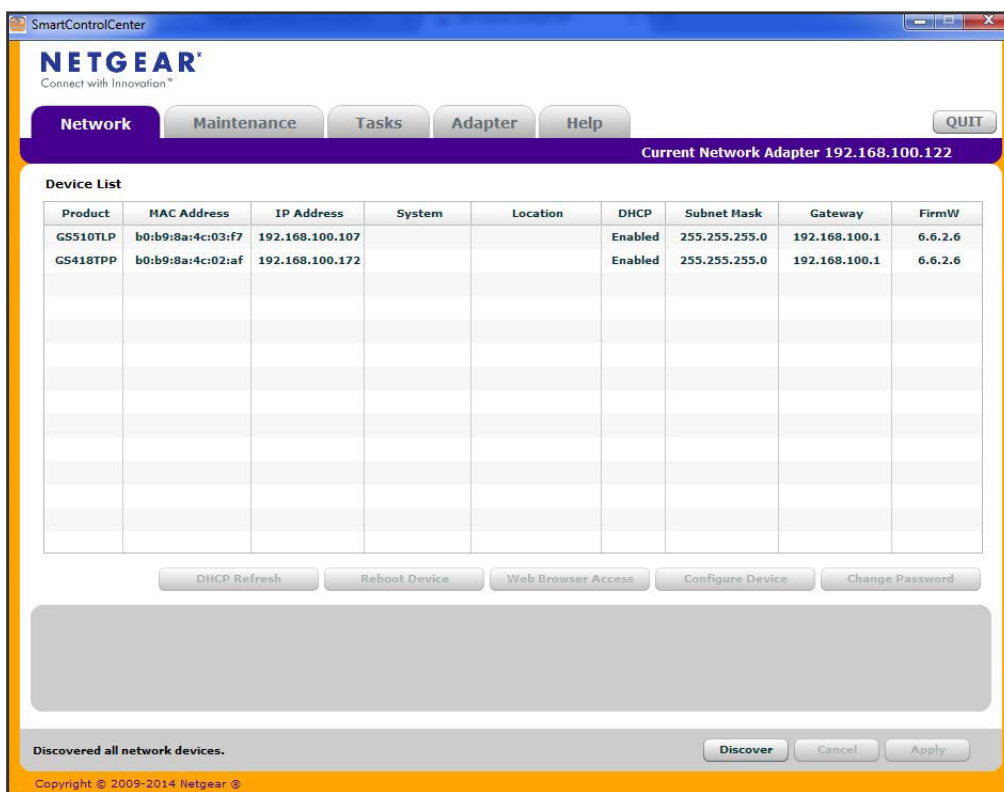 SmartControlCenter
NETGEAR®
Connect with Innovation™
Network Maintenance Tasks Adapter Help QUIT
Current Network Adapter 192.168.100.122
Device List
Product MAC Address IP Address System Location DHCP Subnet Mask Gateway FirmW
GS510TLP b0:b9:8a:4c:03:f7 192.168.100.107 Enabled 255.255.255.0 192.168.100.1 6.6.2.6
GS418TPP b0:b9:8a:4c:02:af 192.168.100.172 Enabled 255.255.255.0 192.168.100.1 6.6.2.6
DHCP Refresh Reboot Device Web Browser Access Configure Device Change Password
Discovered all network devices. Discover Cancel Apply
Copyright © 2009-2014 Netgear ®